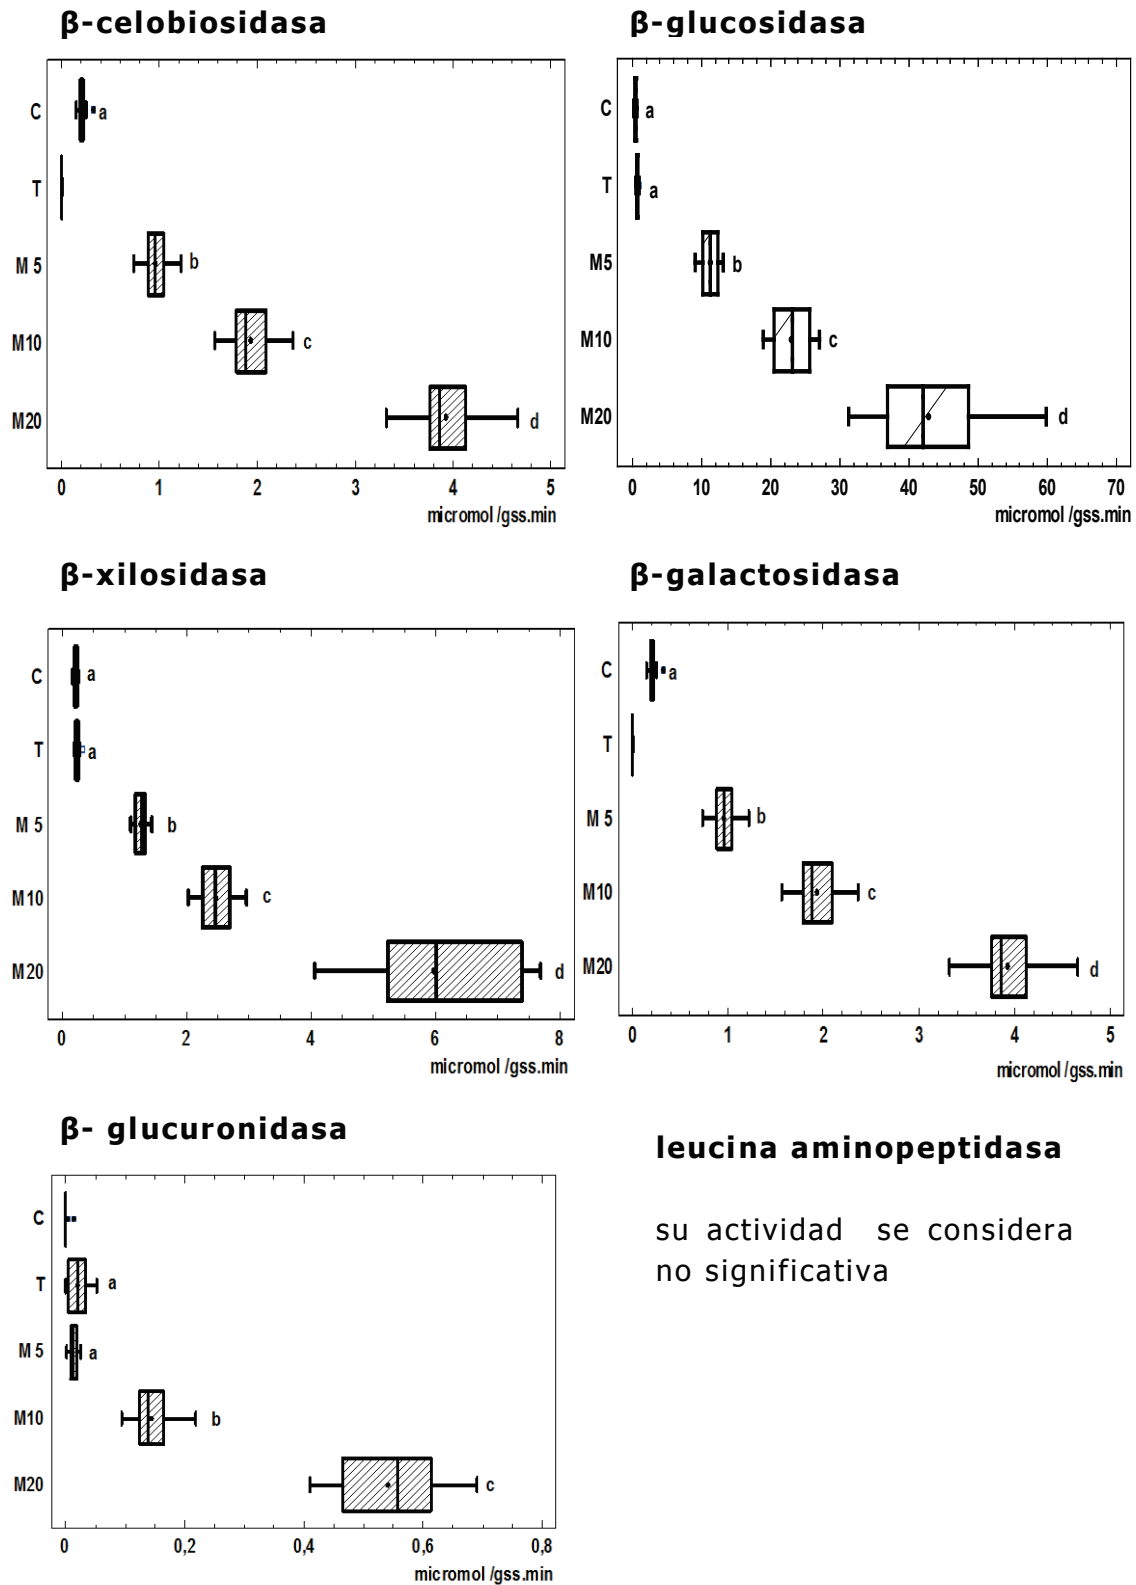 β-celobiosidasa
C
a
T
M 5
b
M10
c
M20
d
0 1 2 3 4 5
micromol /gss.min
β-glucosidasa
C
a
T
a
M5
b
M10
c
M20
d
0 10 20 30 40 50 60 70
micromol /gss.min
β-xilosidasa
C
a
T
a
M 5
b
M10
c
M20
d
0 2 4 6 8
micromol /gss.min
β-galactosidasa
C
a
T
M 5
b
M10
c
M20
d
0 1 2 3 4 5
micromol /gss.min
β- glucuronidasa
C
T
a
M 5
a
M10
b
M20
c
0 0,2 0,4 0,6 0,8
micromol /gss.min
leucina aminopeptidasa
su actividad se considera
no significativa